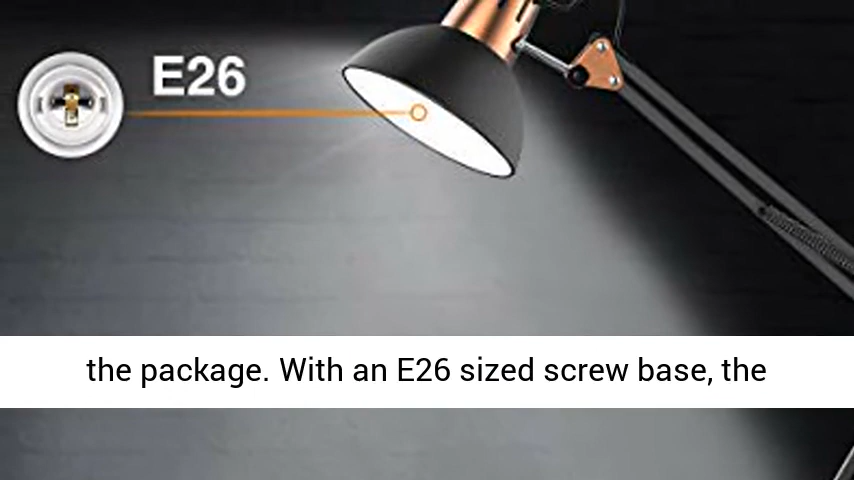 E26
the package. With an E26 sized screw base, the